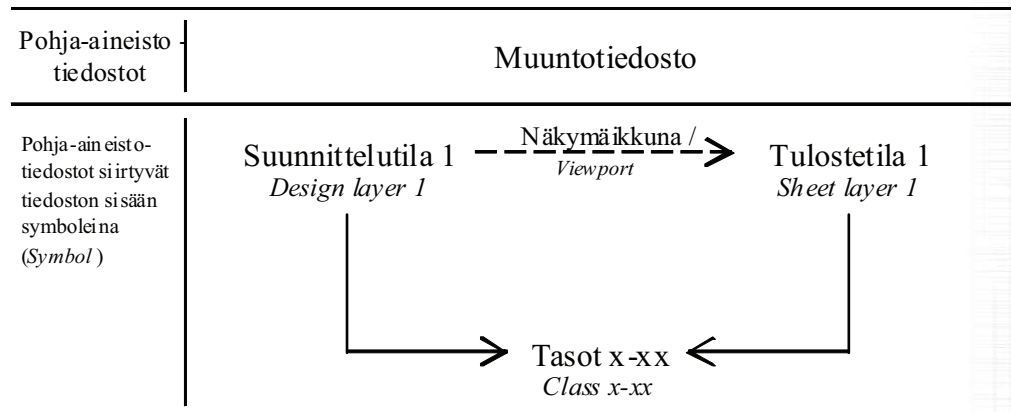 Pohja-aineisto -
tiedostot
Muuntotiedosto
Pohja-aineisto-
tiedostot siirtyvät
tiedoston sisään
symboleina
(Symbol )
Suunnittelutila 1
Design layer 1
Näkymäikkuna /
Viewport
Tulostetila 1
Sheet layer 1
Tasot x-xx
Class x-xx